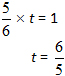 5/6 × t = 1
t = 6/5